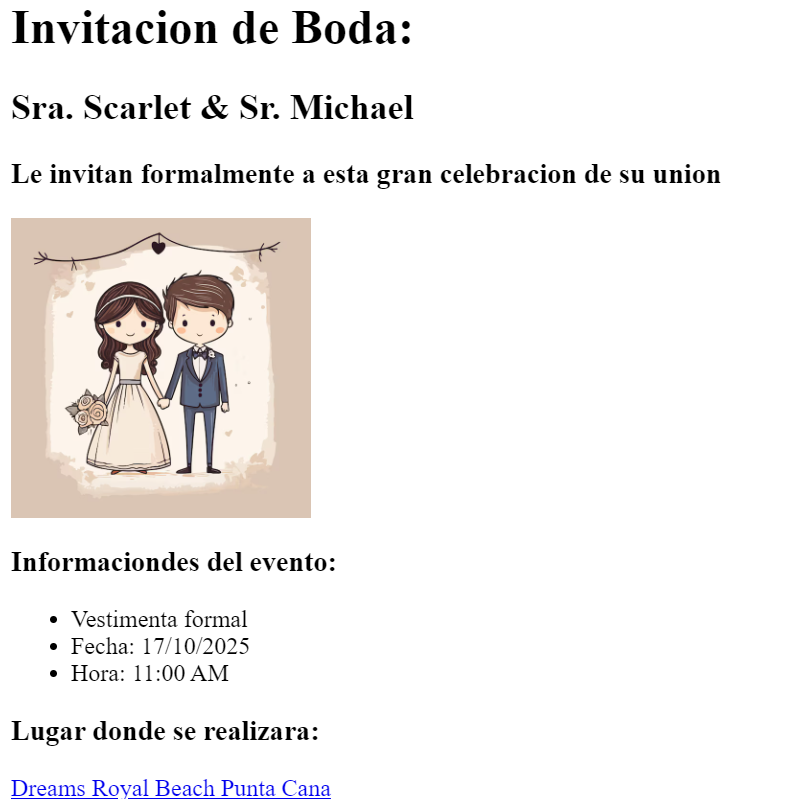 Invitacion de Boda:
Sra. Scarlet & Sr. Michael
Le invitan formalmente a esta gran celebracion de su union
Informaciondes del evento:
Vestimenta formal
Fecha: 17/10/2025
Hora: 11:00 AM
Lugar donde se realizara:
Dreams Royal Beach Punta Cana